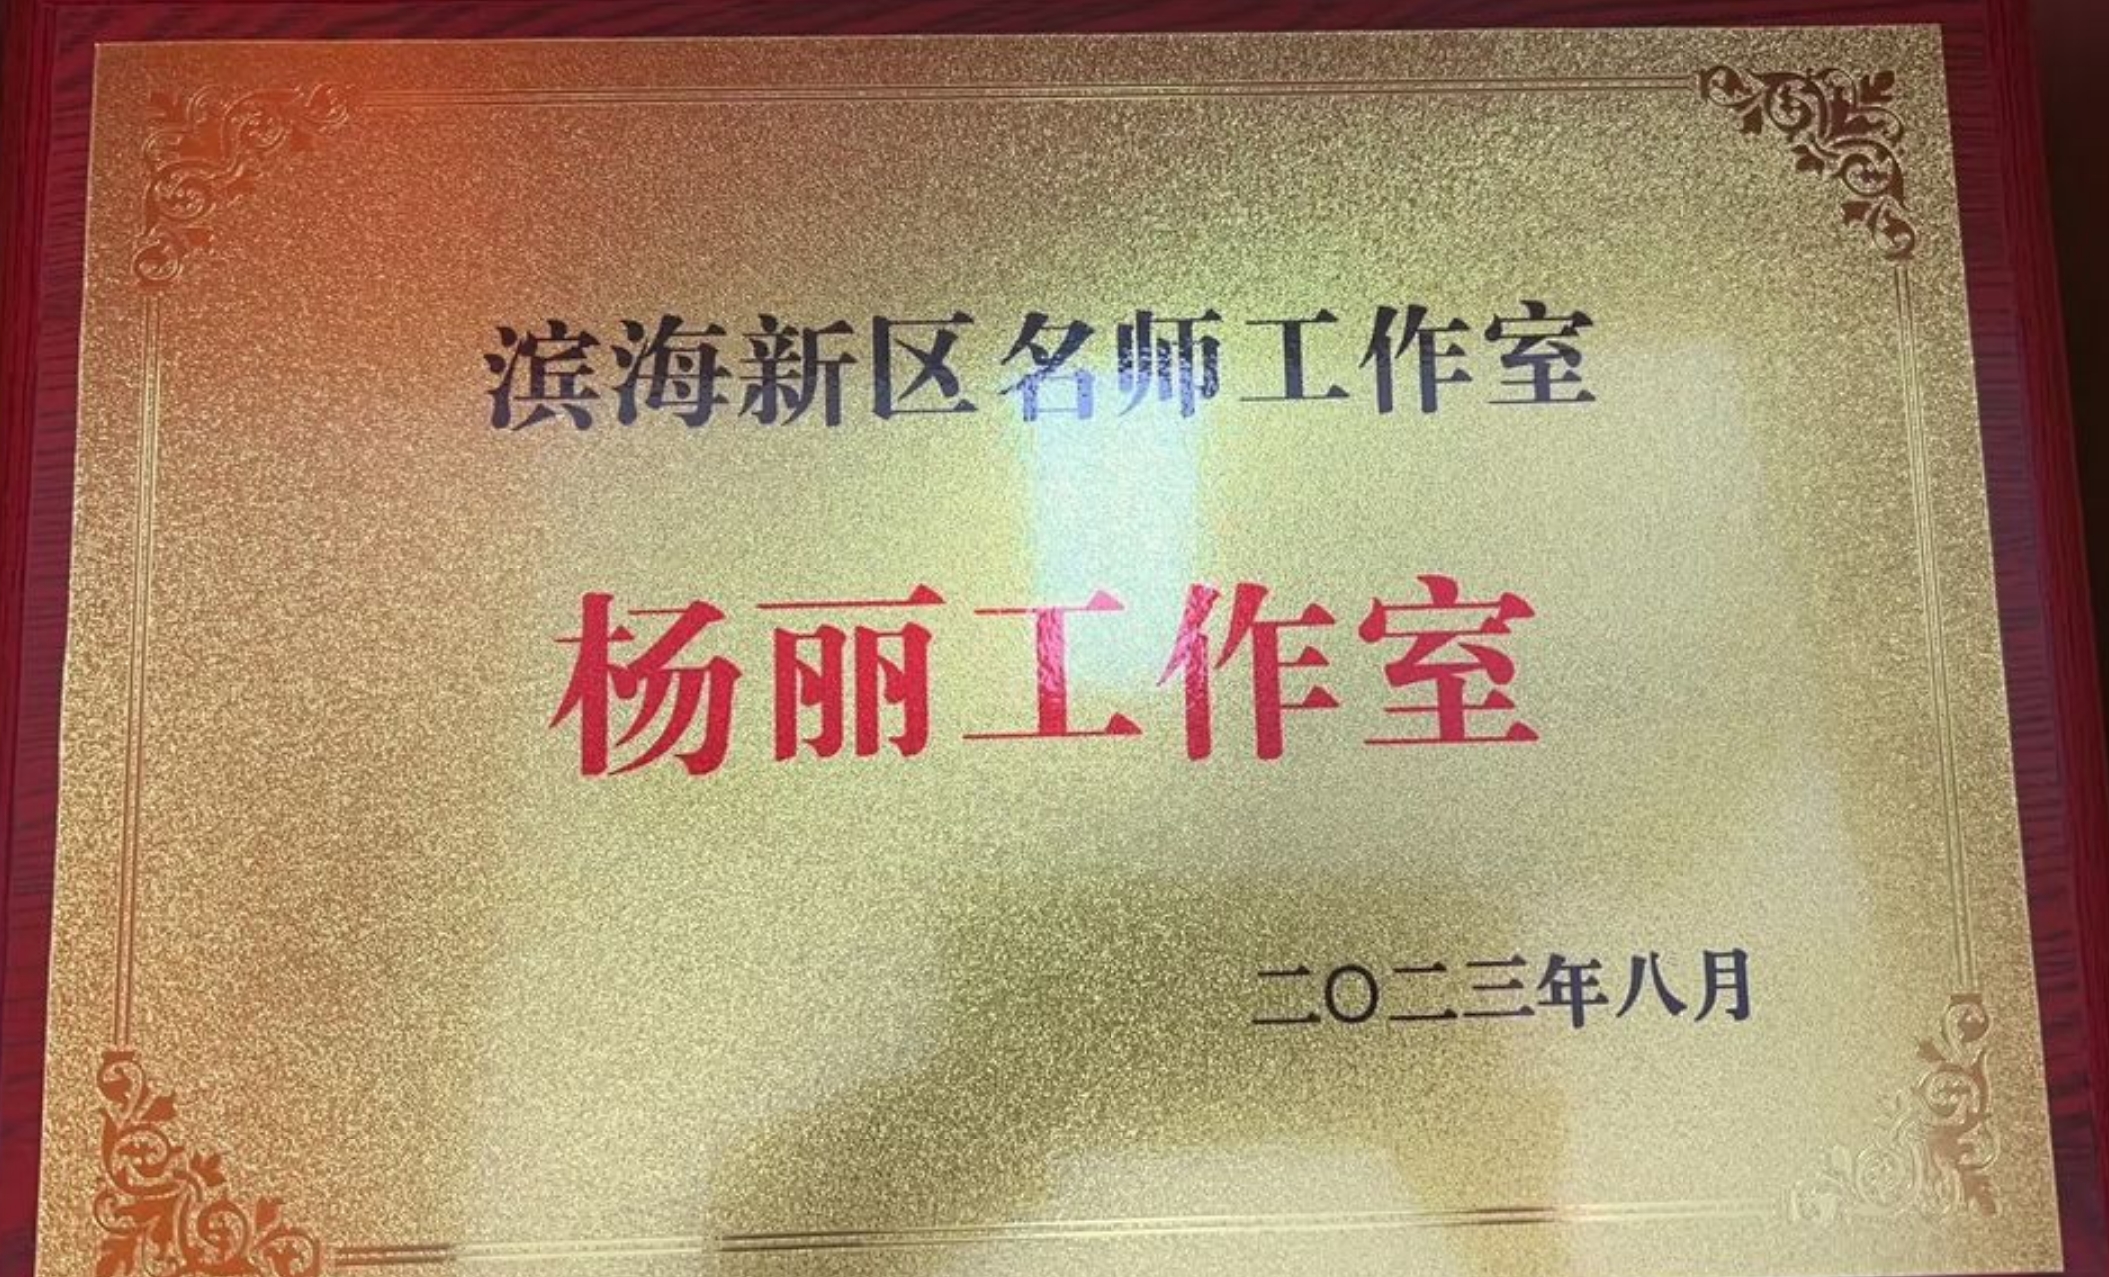 滨海新区名师工作室
杨丽工作室
二〇二三年八月